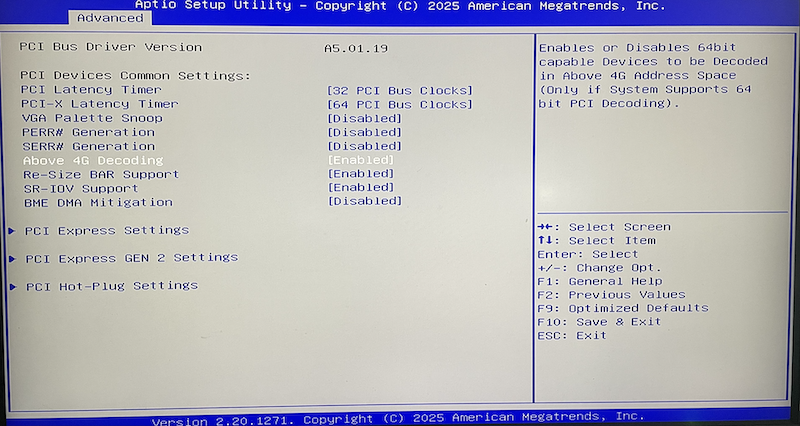 Aptio Setup Utility – Copyright (C) 2025 American Megatrends, Inc.
Advanced
PCI Bus Driver Version A5.01.19
PCI Devices Common Settings:
PCI Latency Timer [32 PCI Bus Clocks]
PCI-X Latency Timer [64 PCI Bus Clocks]
VGA Palette Snoop [Disabled]
PERR# Generation [Disabled]
SERR# Generation [Disabled]
Above 4G Decoding [Enabled]
Re-Size BAR Support [Enabled]
SR-IOV Support [Enabled]
BME DMA Mitigation [Disabled]
PCI Express Settings
PCI Express GEN 2 Settings
PCI Hot-Plug Settings
Enables or Disables 64bit
capable Devices to be Decoded
in Above 4G Address Space
(Only if System Supports 64
bit PCI Decoding).
→←: Select Screen
↑↓: Select Item
Enter: Select
+/-: Change Opt.
F1: General Help
F2: Previous Values
F9: Optimized Defaults
F10: Save & Exit
ESC: Exit
Version 2.20.1271. Copyright (C) 2025 American Megatrends, Inc.